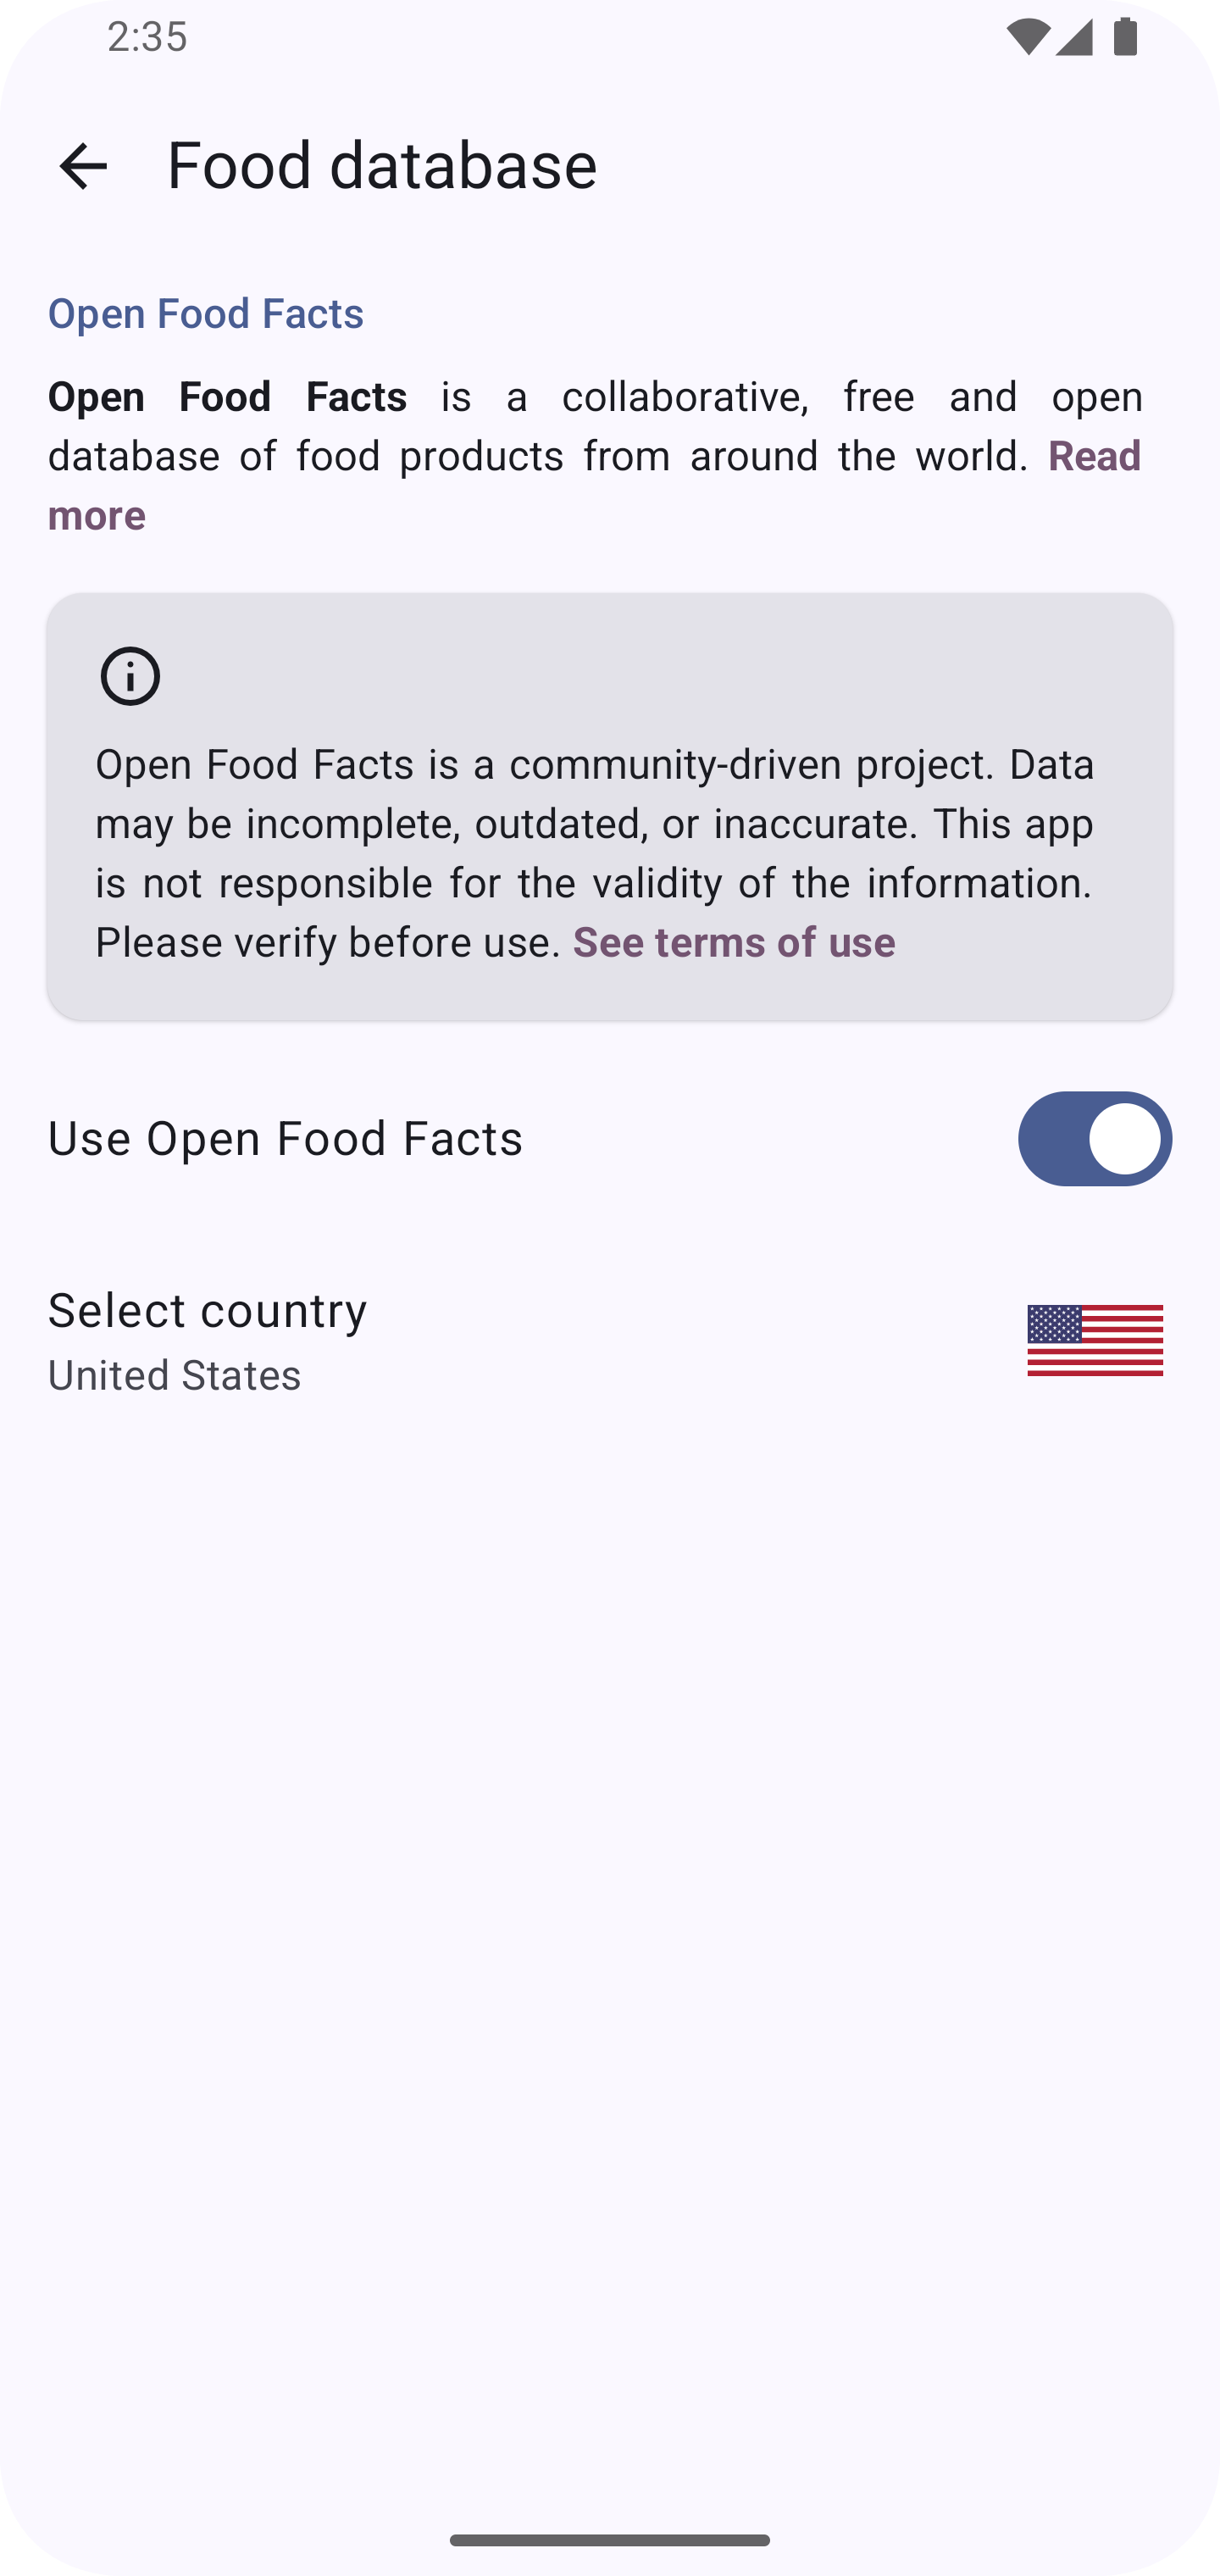 2:35
Food database
Open Food Facts
Open Food Facts is a collaborative, free and open
database of food products from around the world. Read
more
Open Food Facts is a community-driven project. Data
may be incomplete, outdated, or inaccurate. This app
is not responsible for the validity of the information.
Please verify before use. See terms of use
Use Open Food Facts
Select country
United States